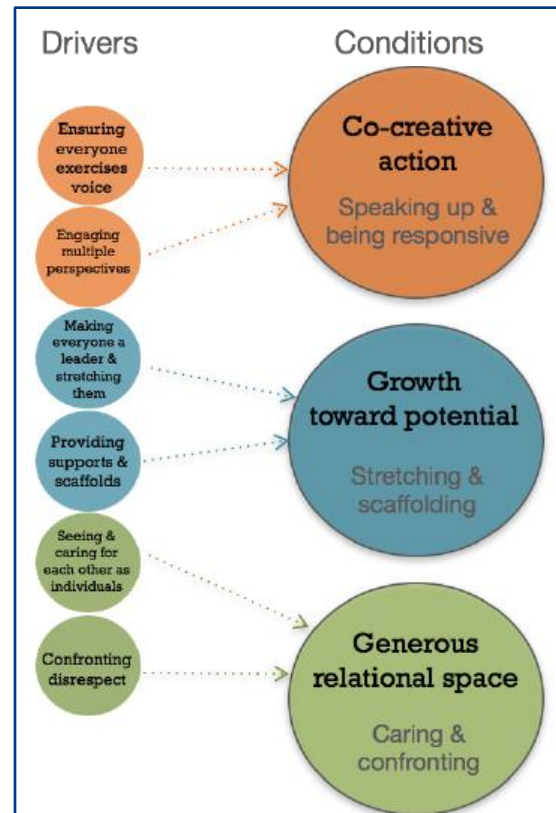 Drivers
Conditions
Ensuring
everyone
exercises
voice
Engaging
multiple
perspectives
Co-creative
action
Speaking up &
being responsive
Making
everyone a
leader &
stretching
them
Providing
supports &
scaffolds
Growth
toward potential
Stretching &
scaffolding
Seeing &
caring for
each other as
individuals
Confronting
disrespect
Generous
relational space
Caring &
confronting